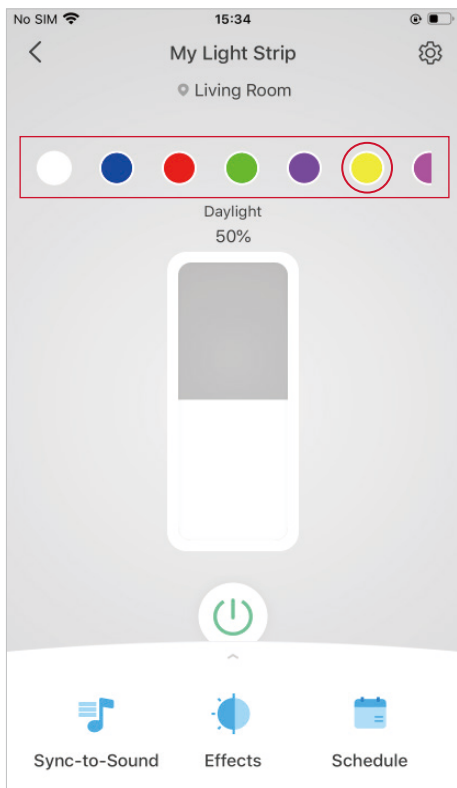 No SIM 15:34
My Light Strip
Living Room
Daylight
50%
Sync-to-Sound Effects Schedule